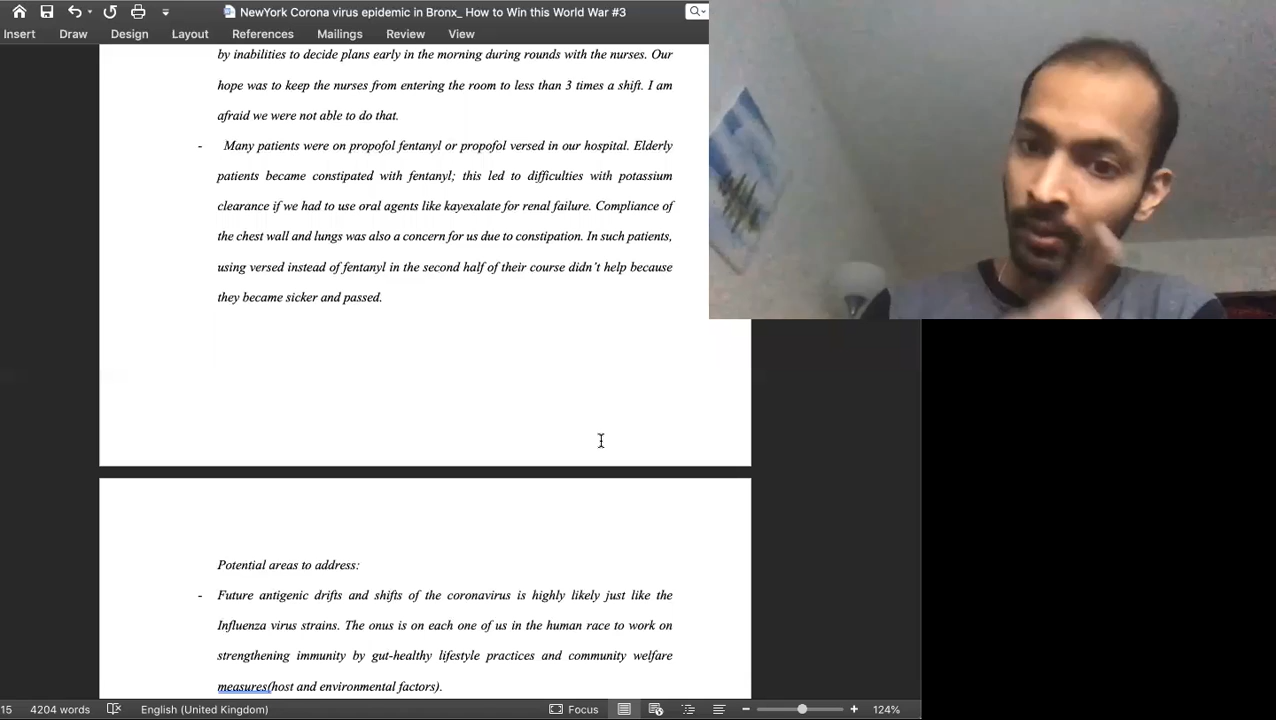 NewYork Corona virus epidemic in Bronx_ How to Win this World War #3
Insert Draw Design Layout References Mailings Review View
by inabilities to decide plans early in the morning during rounds with the nurses. Our
hope was to keep the nurses from entering the room to less than 3 times a shift. I am
afraid we were not able to do that.
- Many patients were on propofol fentanyl or propofol versed in our hospital. Elderly
patients became constipated with fentanyl; this led to difficulties with potassium
clearance if we had to use oral agents like kayexalate for renal failure. Compliance of
the chest wall and lungs was also a concern for us due to constipation. In such patients,
using versed instead of fentanyl in the second half of their course didn't help because
they became sicker and passed.
Potential areas to address:
- Future antigenic drifts and shifts of the coronavirus is highly likely just like the
Influenza virus strains. The onus is on each one of us in the human race to work on
strengthening immunity by gut-healthy lifestyle practices and community welfare
measures(host and environmental factors).
15 4204 words English (United Kingdom) Focus 124%